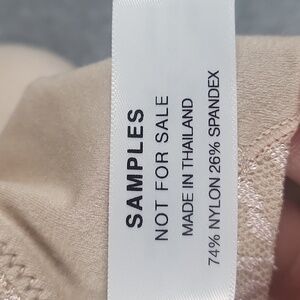 SAMPLES
NOT FOR SALE
MADE IN THAILAND
74% NYLON 26% SPANDEX